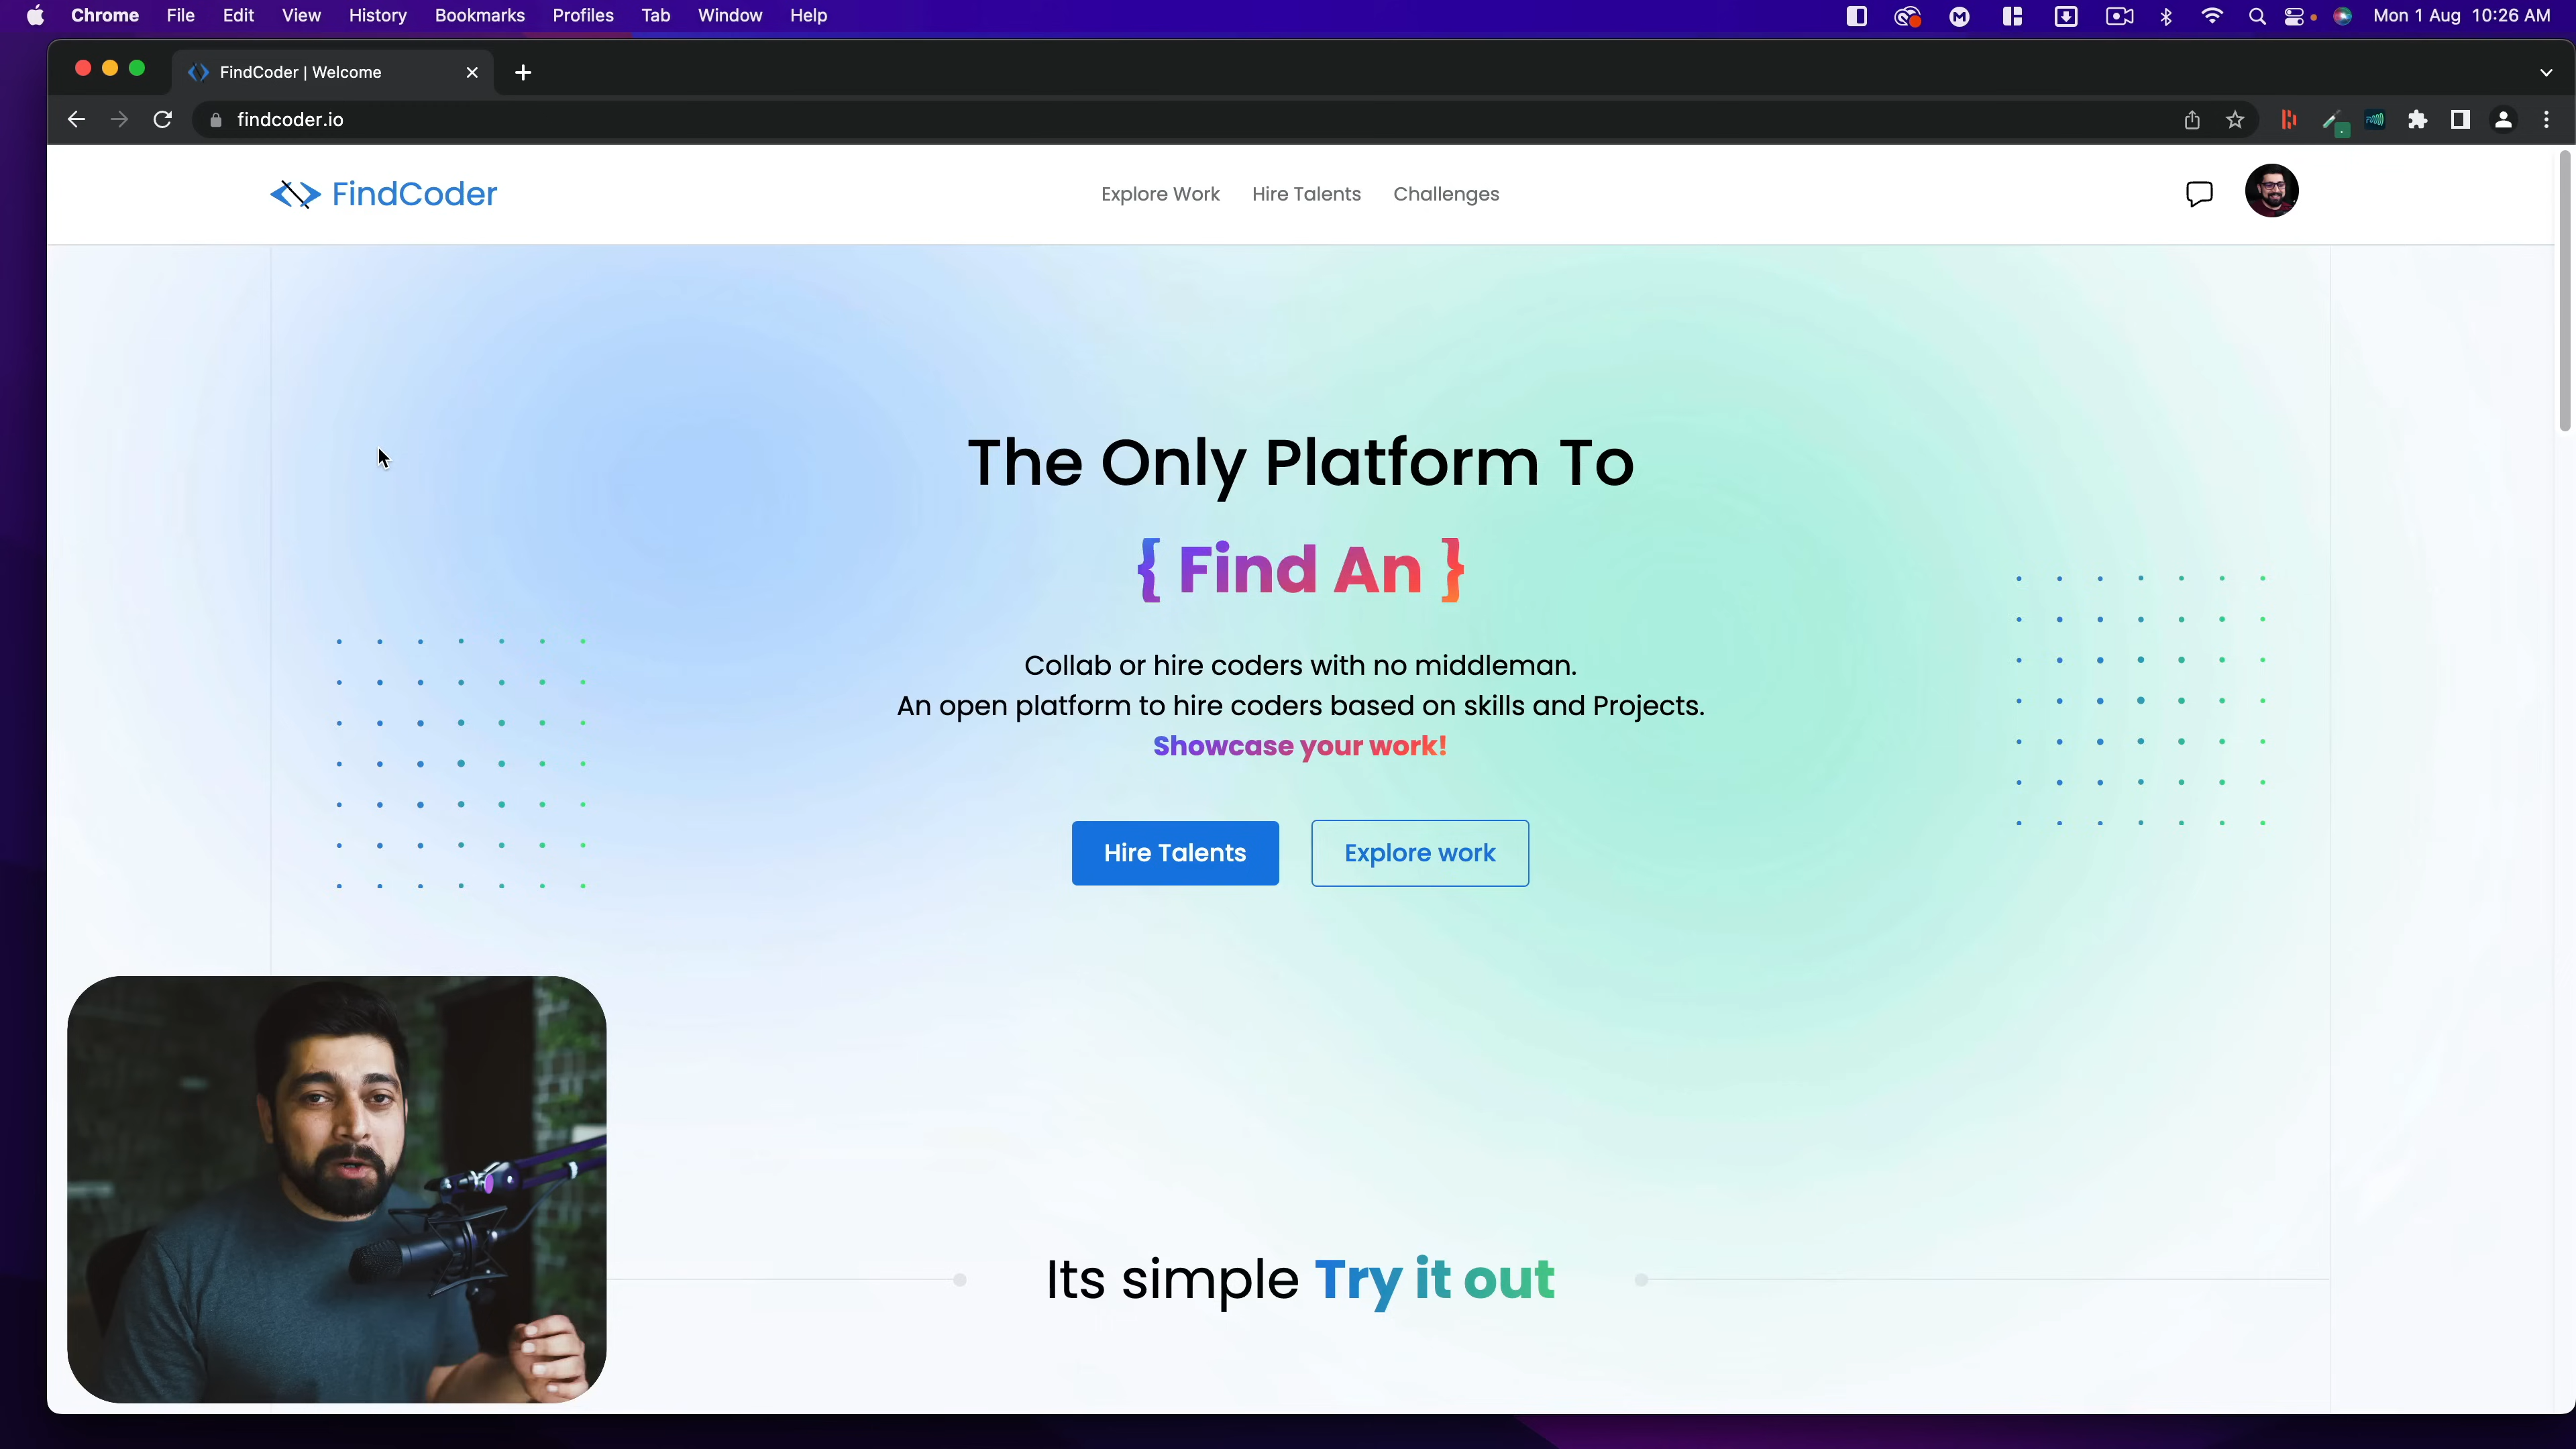 Chrome File Edit View History Bookmarks Profiles Tab Window Help
Mon 1 Aug 10:26 AM
FindCoder | Welcome
findcoder.io
FindCoder
Explore Work Hire Talents Challenges
The Only Platform To
{ Find An }
Collab or hire coders with no middleman.
An open platform to hire coders based on skills and Projects.
Showcase your work!
Hire Talents Explore work
Its simple Try it out